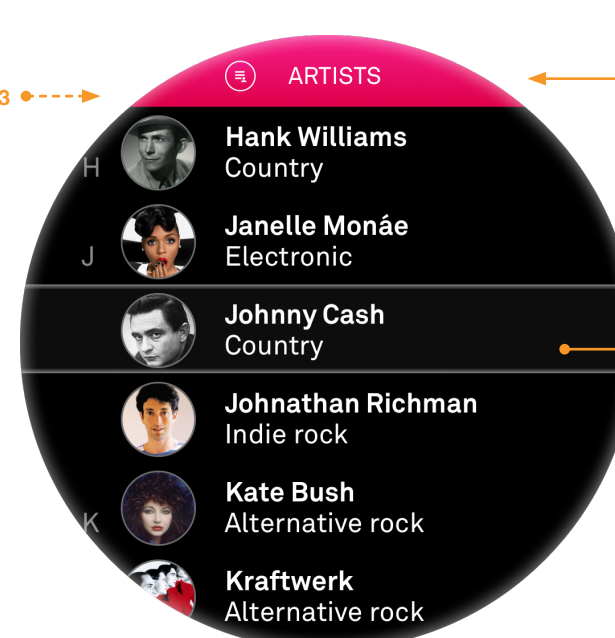 ARTISTS
3
H
Hank Williams
Country
J
Janelle Monáe
Electronic
Johnny Cash
Country
Johnathan Richman
Indie rock
K
Kate Bush
Alternative rock
Kraftwerk
Alternative rock